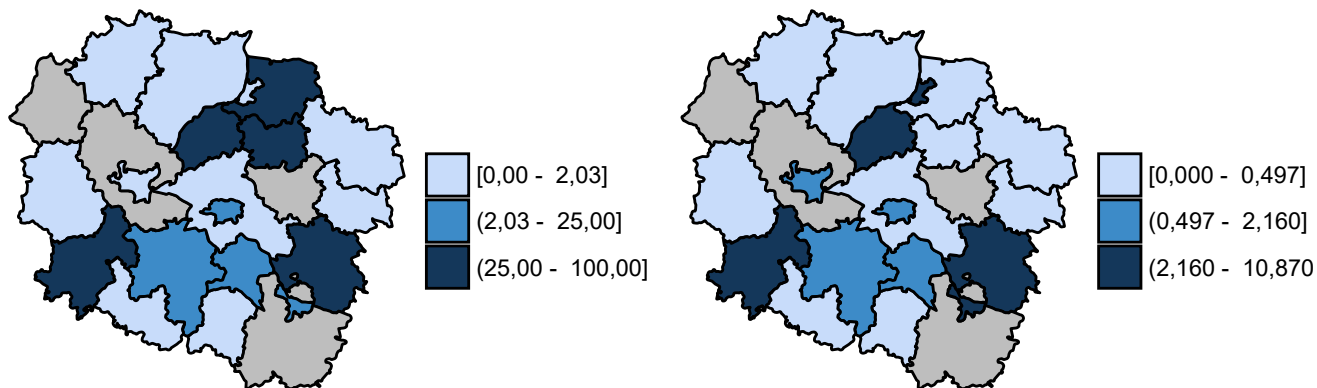 [0,00 - 2,03]
(2,03 - 25,00]
(25,00 - 100,00]
[0,000 - 0,497]
(0,497 - 2,160]
(2,160 - 10,870